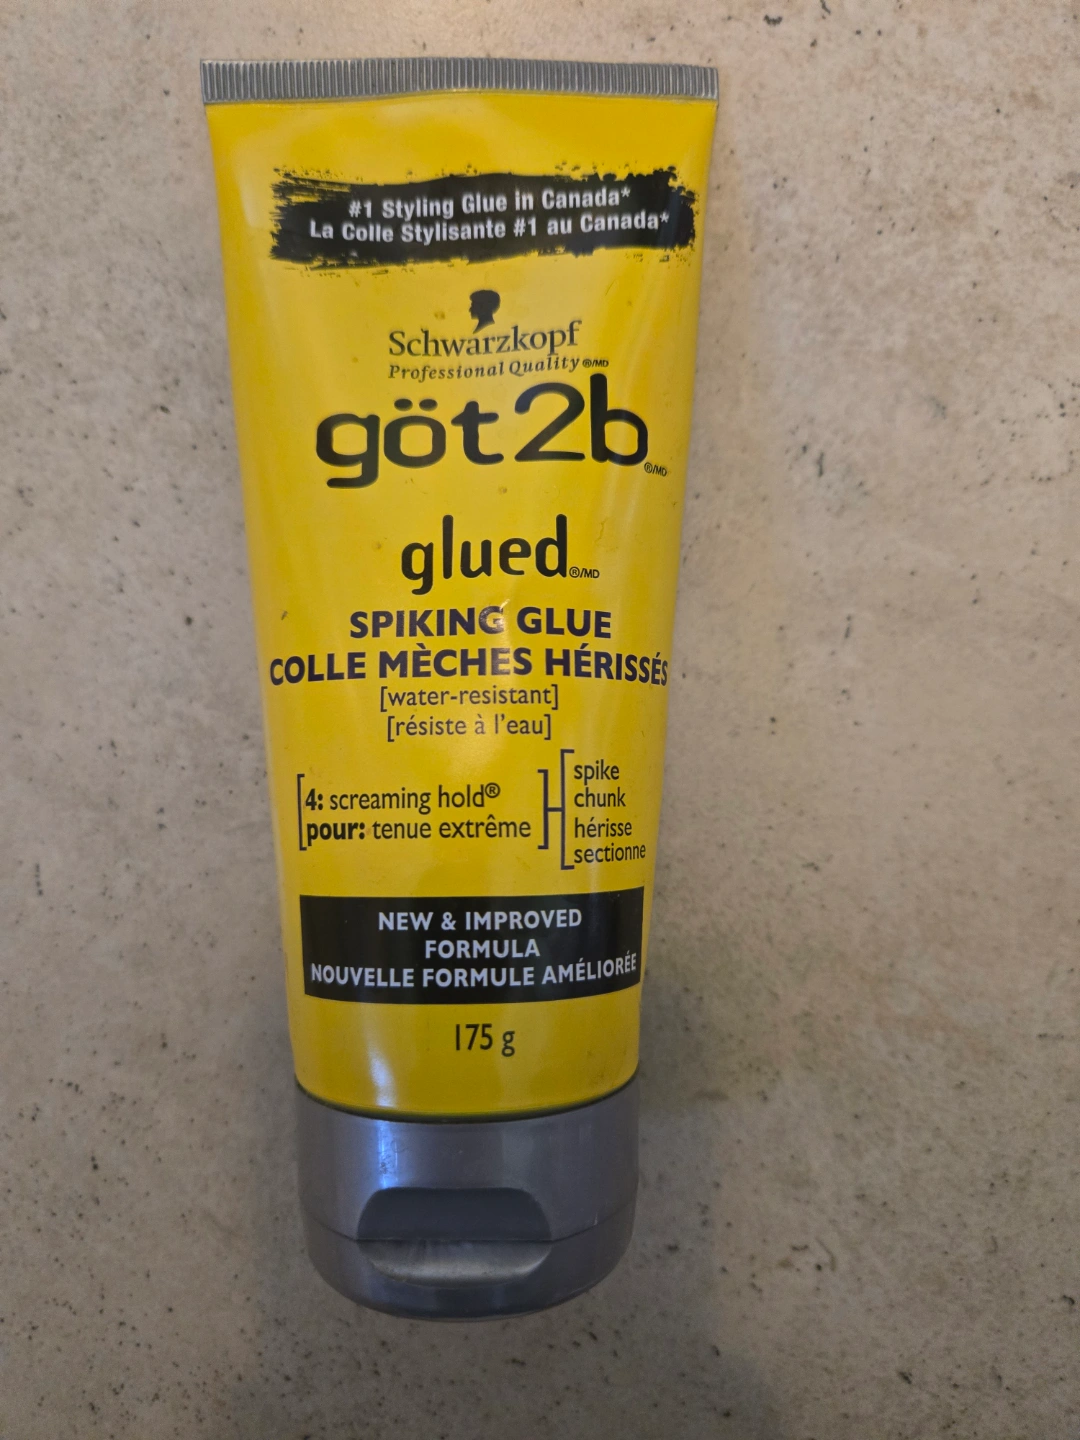 #1 Styling Glue in Canada*
La Colle Stylisante #1 au Canada*
Schwarzkopf
Professional Quality®/MD
göt2b®/MD
glued®/MD
SPIKING GLUE
COLLE MÈCHES HÉRISSÉS
[water-resistant]
[résiste à l'eau]
4: screaming hold®
pour: tenue extrême
spike
chunk
hérisse
sectionne
NEW & IMPROVED
FORMULA
NOUVELLE FORMULE AMÉLIORÉE
175 g